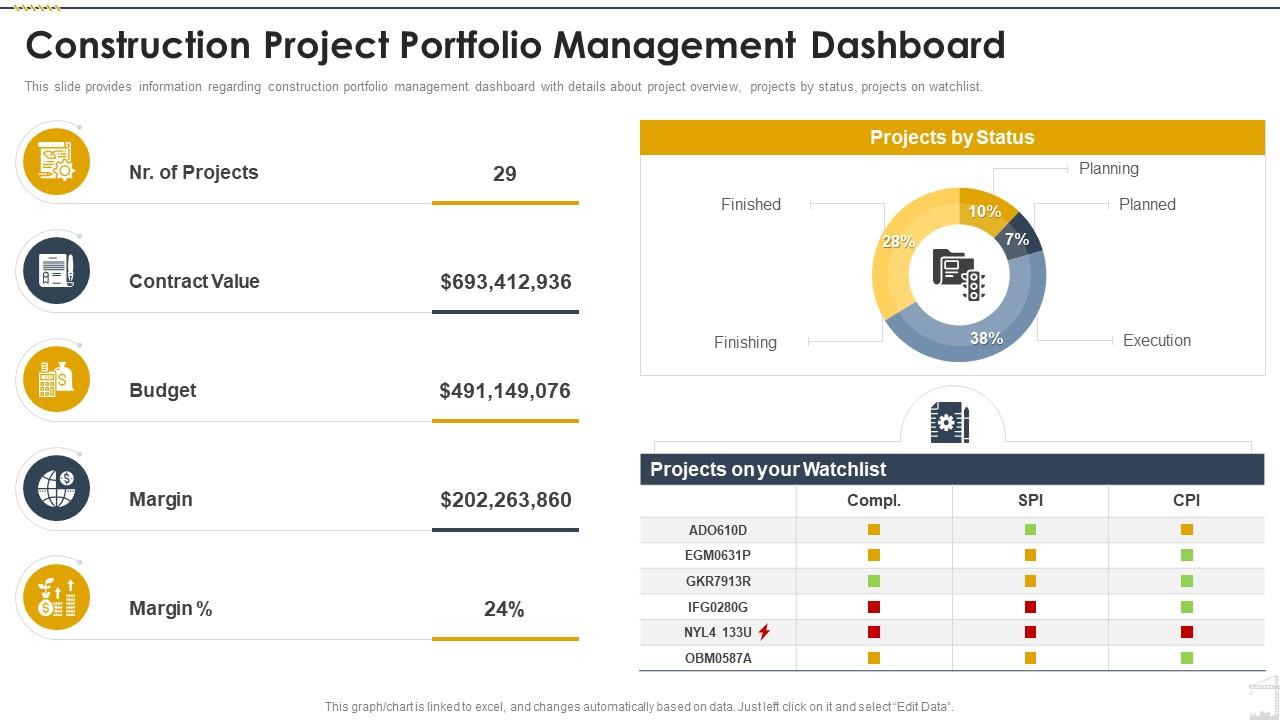 Construction Project Portfolio Management Dashboard
This slide provides information regarding construction portfolio management dashboard with details about project overview, projects by status, projects on watchlist.
Nr. of Projects
29
Contract Value
$693,412,936
Budget
$491,149,076
Margin
$202,263,860
Margin %
24%
Projects by Status
Planning
Finished
Planned
10%
7%
28%
38%
Finishing
Execution
Projects on your Watchlist
Compl. SPI CPI
ADO610D
EGM0631P
GKR7913R
IFG0280G
NYL4 133U
OBM0587A
This graph/chart is linked to excel, and changes automatically based on data. Just left click on it and select “Edit Data”.